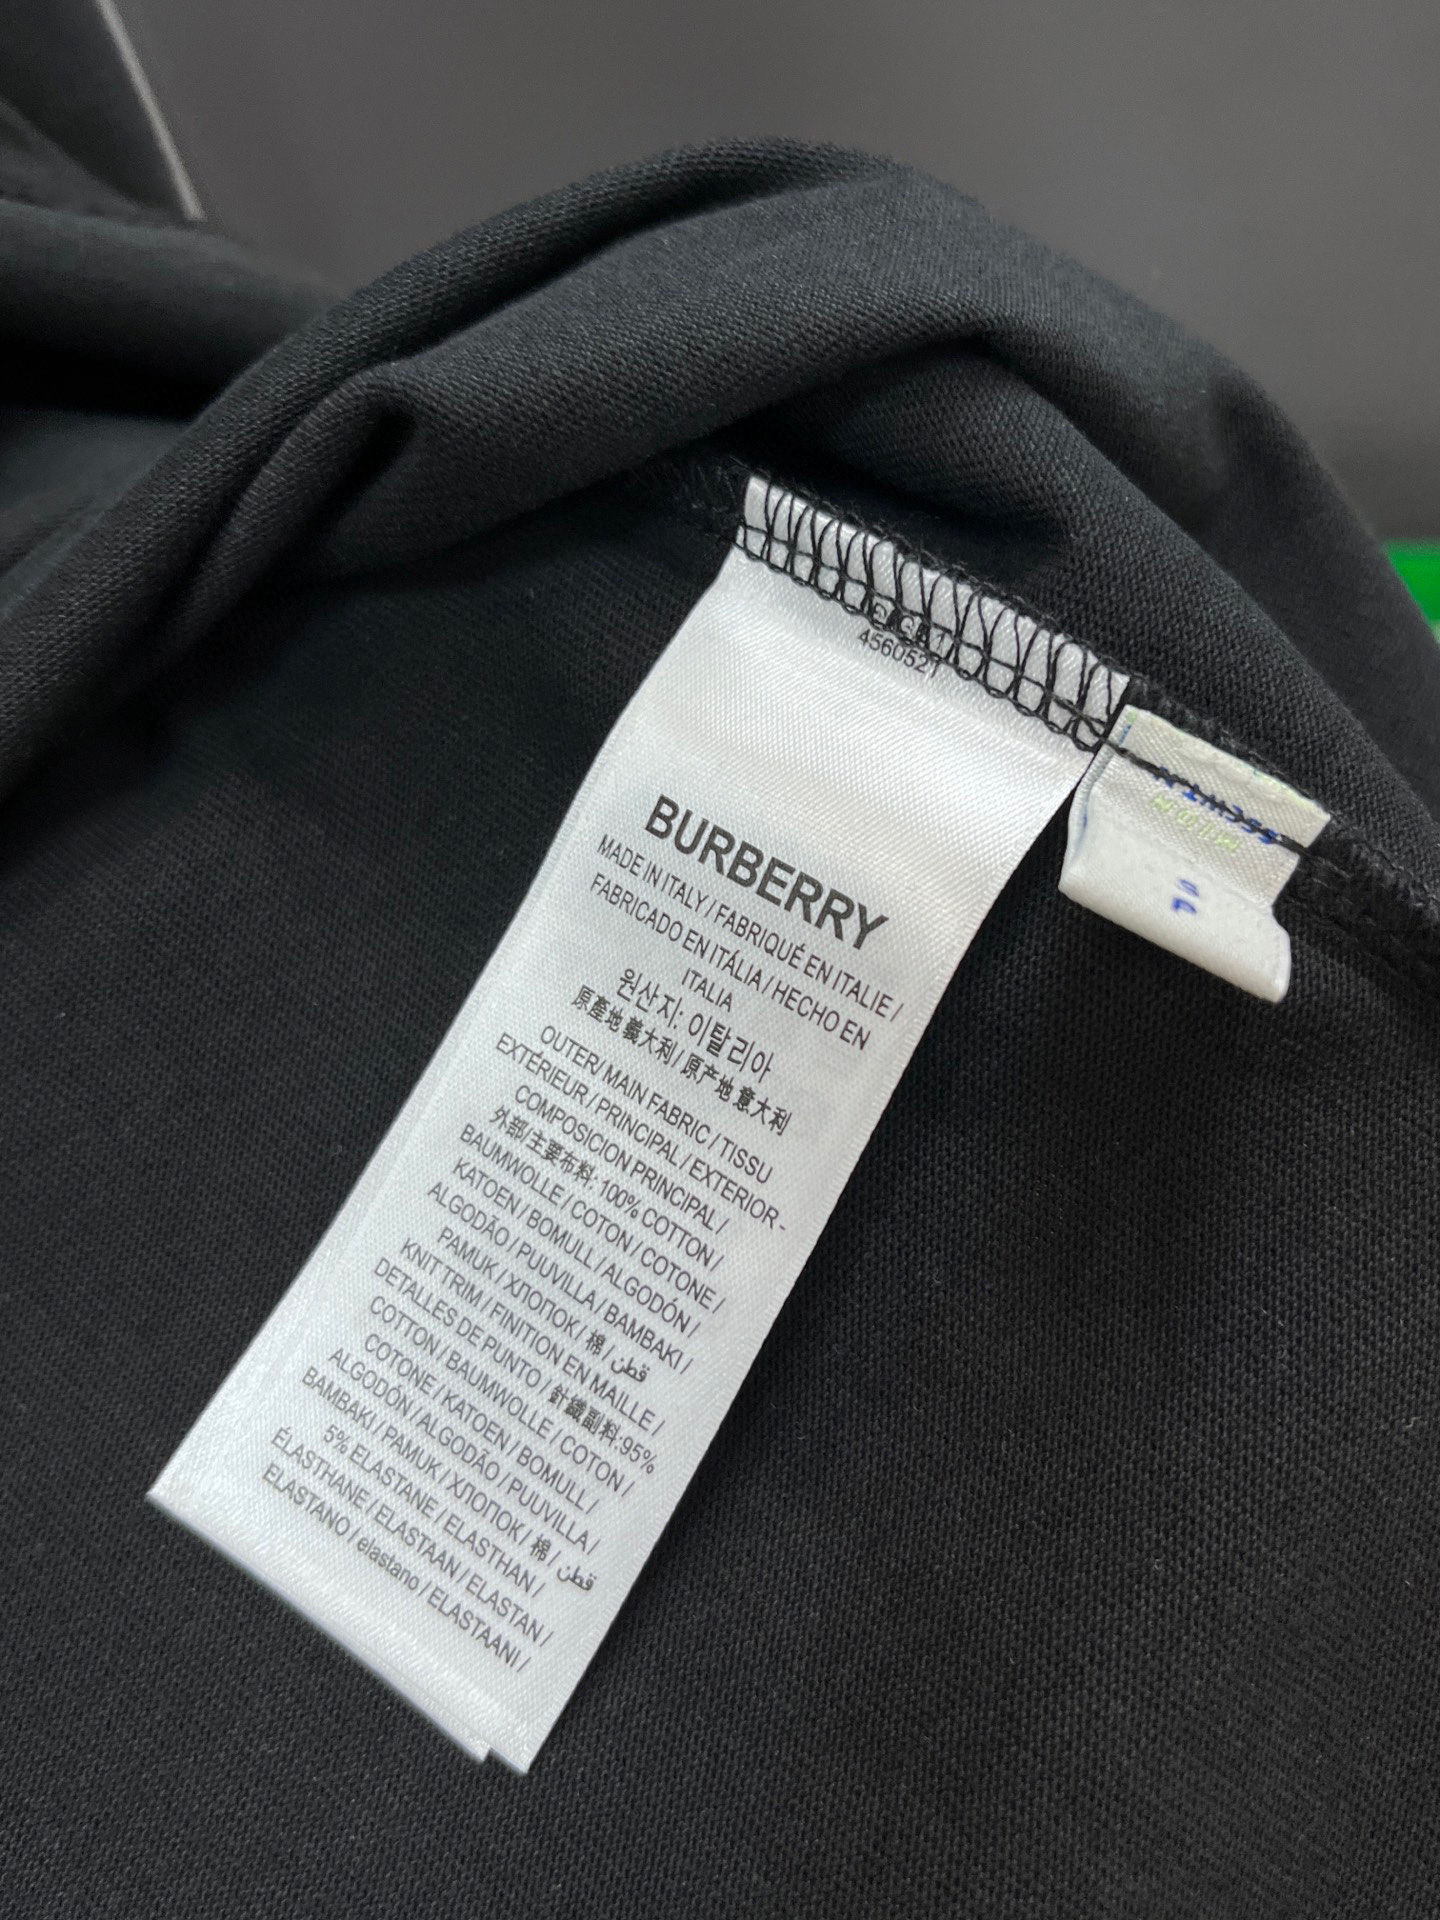 4560521
BURBERRY
MADE IN ITALY / FABRIQUÉ EN ITALIE /
FABRICADO EN ITÁLIA / HECHO EN
ITALIA
원산지: 이탈리아
原產地義大利 / 原产地 意大利
OUTER/ MAIN FABRIC / TISSU
EXTÉRIEUR / PRINCIPAL / EXTERIOR -
COMPOSICION PRINCIPAL /
外部/主要布料: 100% COTTON /
BAUMWOLLE / COTON / COTONE /
KATOEN / BOMULL / ALGODÓN /
ALGODÃO / PUUVILLA / BAMBAKI /
PAMUK / ХЛОПОК / 棉 / قطن
KNIT TRIM / FINITION EN MAILLE /
DETALLES DE PUNTO / 針織副料:95%
COTTON / BAUMWOLLE / COTON /
COTONE / KATOEN / BOMULL /
ALGODÓN / ALGODÃO / PUUVILLA /
BAMBAKI / PAMUK / ХЛОПОК / 棉 / قطن
5% ELASTANE / ELASTHAN /
ÉLASTHANE / ELASTAAN / ELASTAN /
ELASTANO / elastano / ELASTAANI /